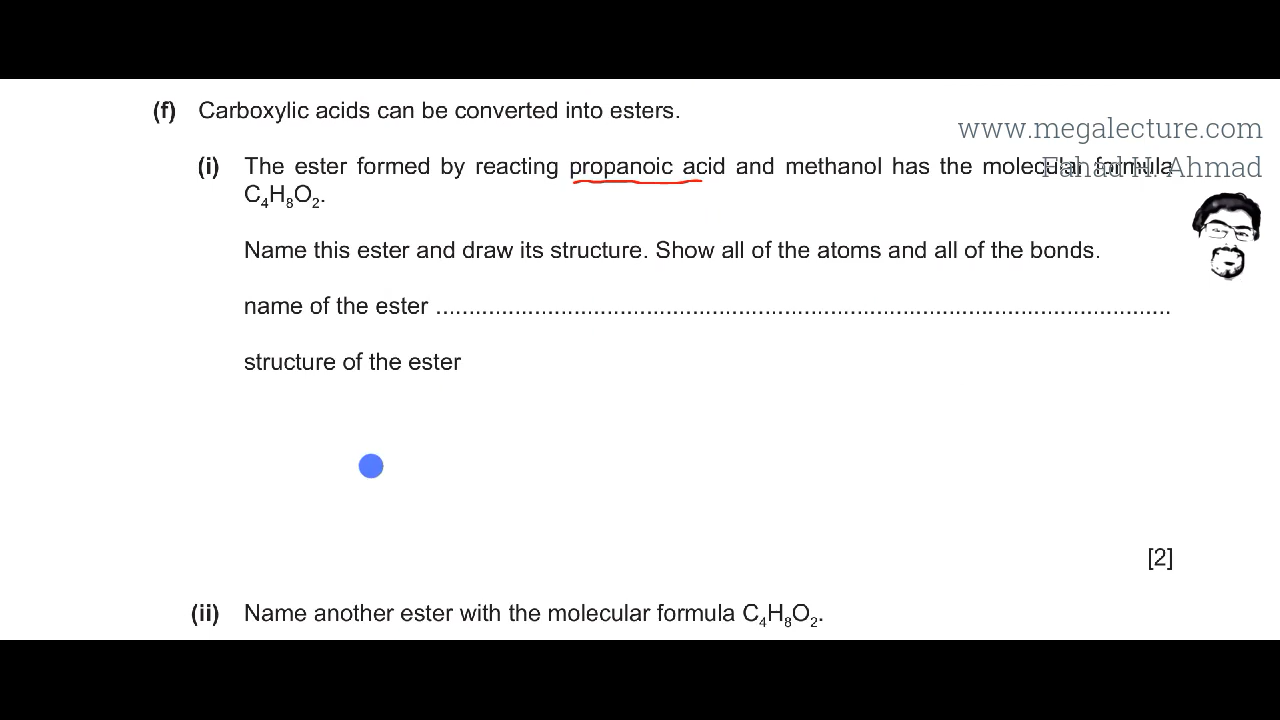 (f) Carboxylic acids can be converted into esters.
www.megalecture.com
(i) The ester formed by reacting propanoic acid and methanol has the molecular formula
Fahad H. Ahmad
C₄H₈O₂.
Name this ester and draw its structure. Show all of the atoms and all of the bonds.
name of the ester ................................................................................................................
structure of the ester
[2]
(ii) Name another ester with the molecular formula C₄H₈O₂.